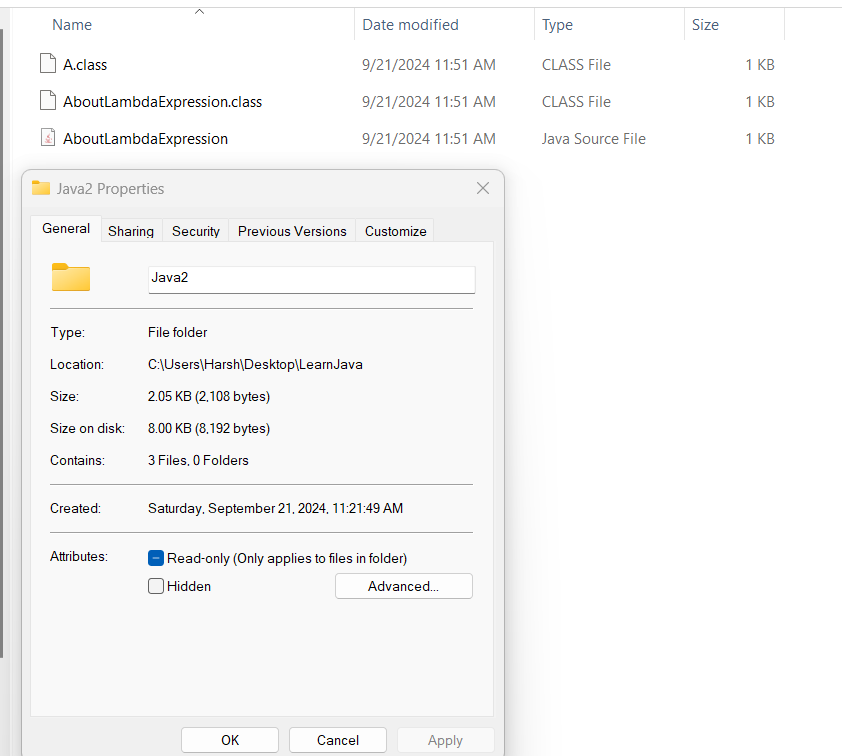 Name Date modified Type Size
A.class 9/21/2024 11:51 AM CLASS File 1 KB
AboutLambdaExpression.class 9/21/2024 11:51 AM CLASS File 1 KB
AboutLambdaExpression 9/21/2024 11:51 AM Java Source File 1 KB
Java2 Properties
General Sharing Security Previous Versions Customize
Java2
Type: File folder
Location: C:\Users\Harsh\Desktop\LearnJava
Size: 2.05 KB (2,108 bytes)
Size on disk: 8.00 KB (8,192 bytes)
Contains: 3 Files, 0 Folders
Created: Saturday, September 21, 2024, 11:21:49 AM
Attributes: Read-only (Only applies to files in folder)
Hidden Advanced...
OK Cancel Apply